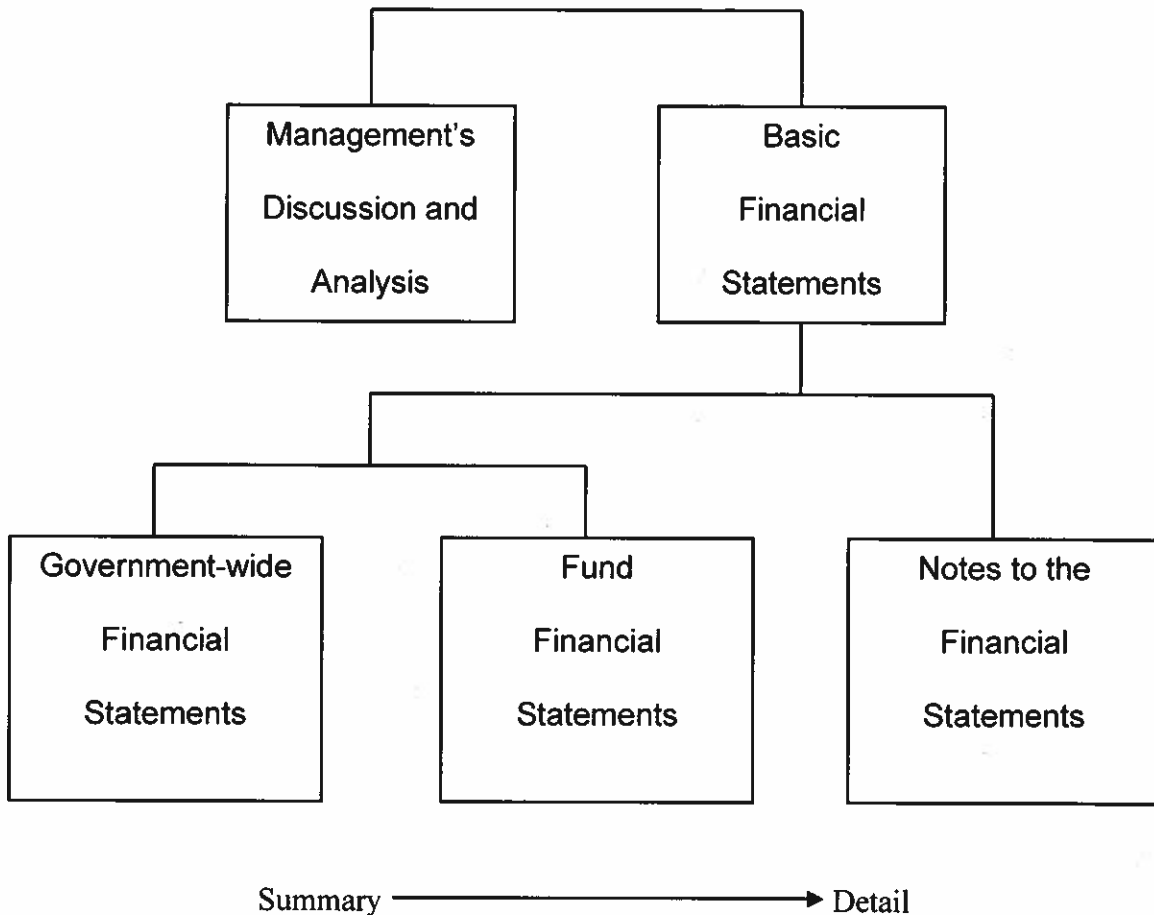 Management's
Discussion and
Analysis
Basic
Financial
Statements
Government-wide
Financial
Statements
Fund
Financial
Statements
Notes to the
Financial
Statements
Summary Detail